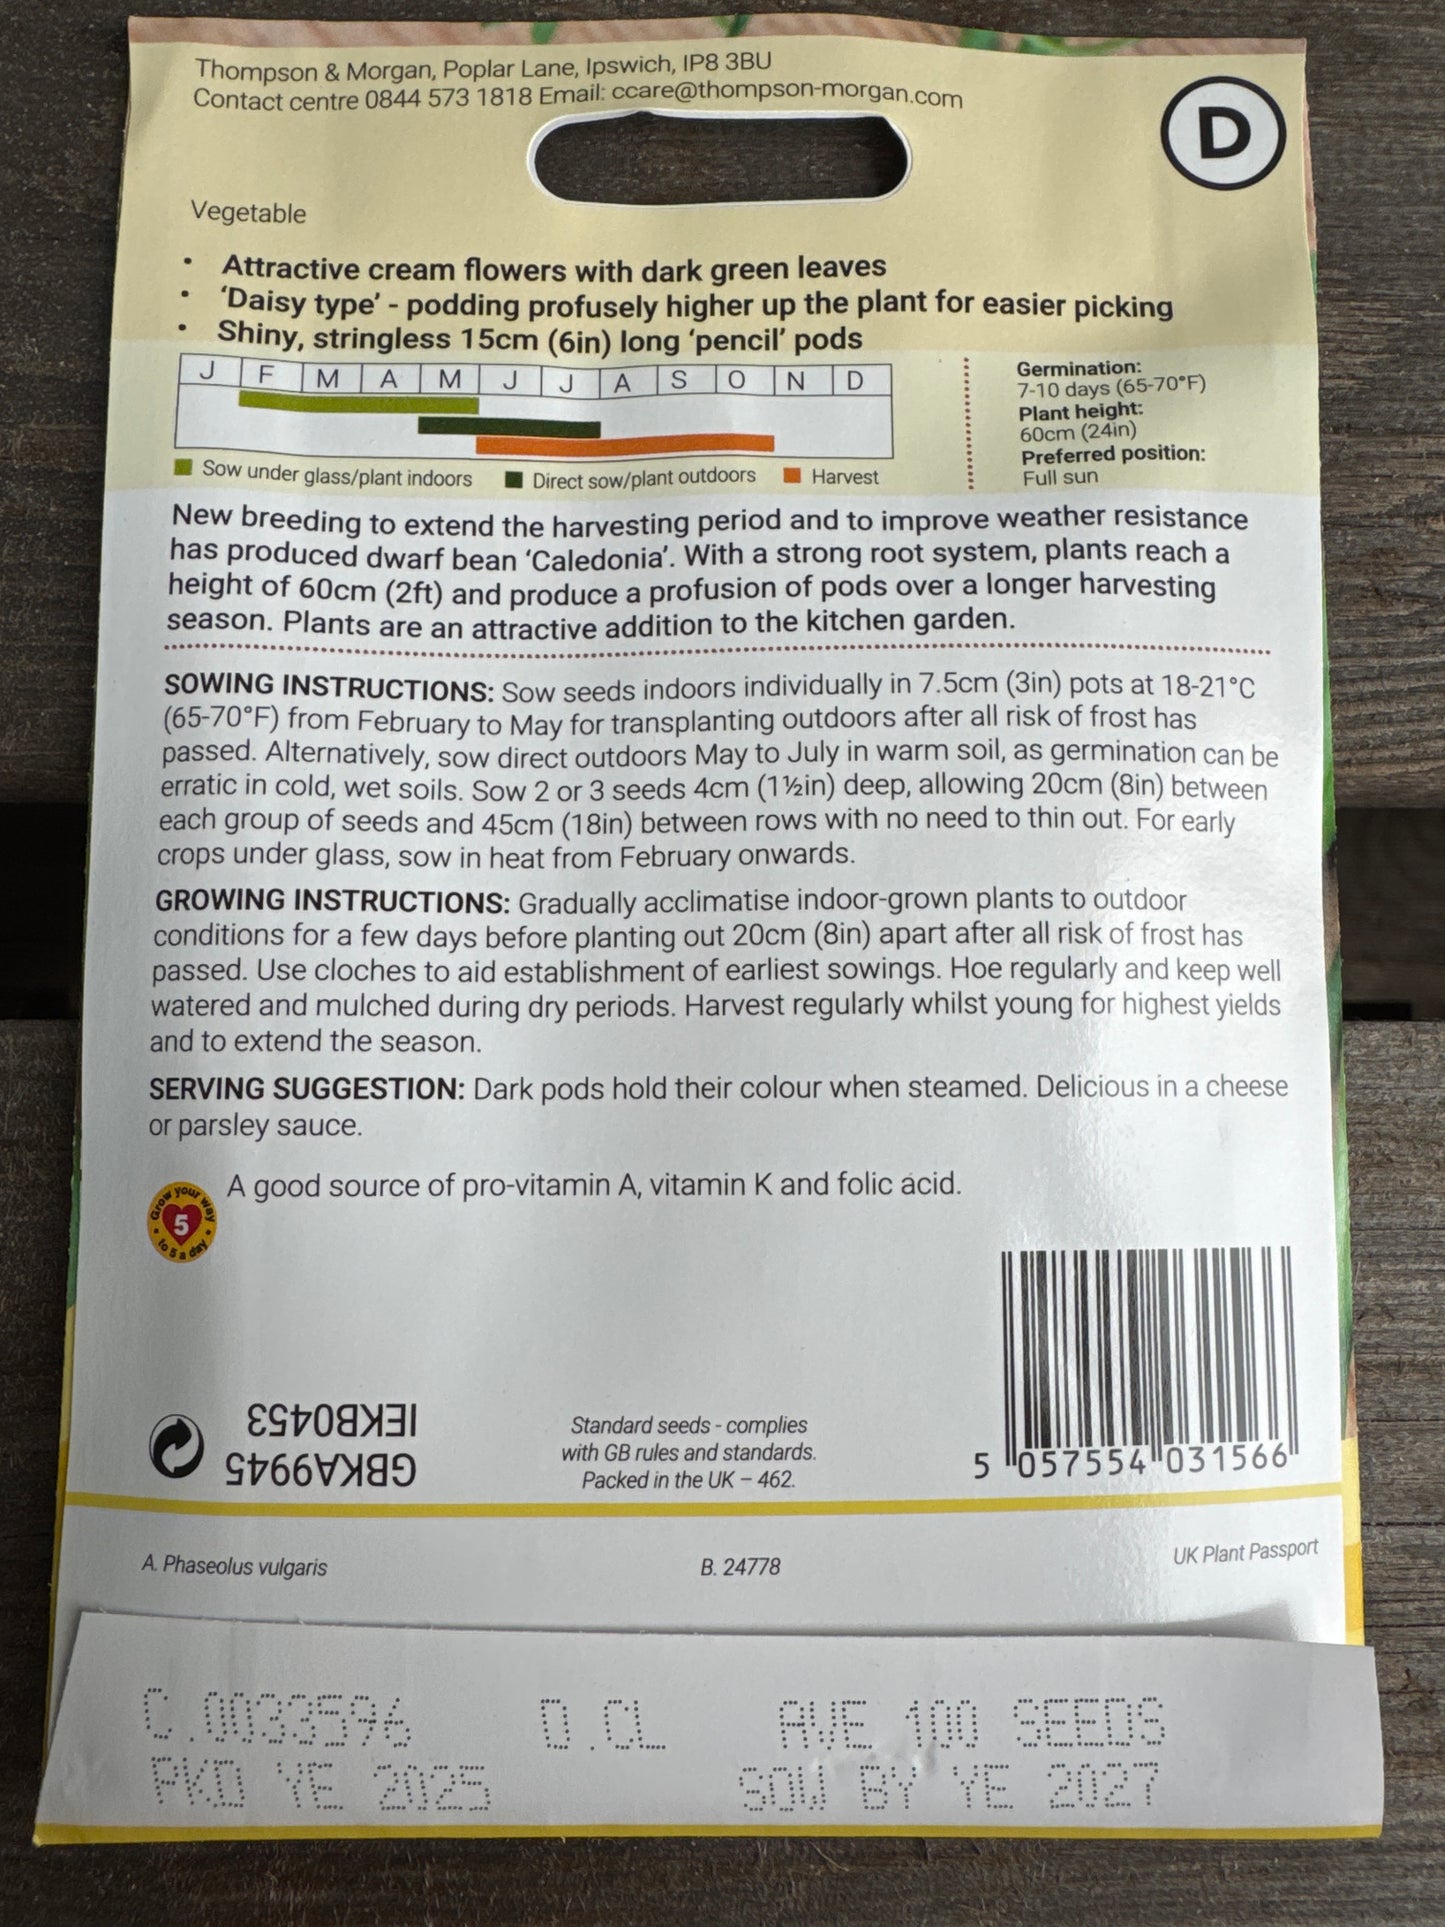 Thompson & Morgan, Poplar Lane, Ipswich, IP8 3BU
Contact centre 0844 573 1818 Email: ccare@thompson-morgan.com
D
Vegetable
• Attractive cream flowers with dark green leaves
• ‘Daisy type’ - podding profusely higher up the plant for easier picking
• Shiny, stringless 15cm (6in) long ‘pencil’ pods
J F M A M J J A S O N D
Sow under glass/plant indoors Direct sow/plant outdoors Harvest
Germination:
7-10 days (65-70°F)
Plant height:
60cm (24in)
Preferred position:
Full sun
New breeding to extend the harvesting period and to improve weather resistance
has produced dwarf bean ‘Caledonia’. With a strong root system, plants reach a
height of 60cm (2ft) and produce a profusion of pods over a longer harvesting
season. Plants are an attractive addition to the kitchen garden.
SOWING INSTRUCTIONS: Sow seeds indoors individually in 7.5cm (3in) pots at 18-21°C
(65-70°F) from February to May for transplanting outdoors after all risk of frost has
passed. Alternatively, sow direct outdoors May to July in warm soil, as germination can be
erratic in cold, wet soils. Sow 2 or 3 seeds 4cm (1½in) deep, allowing 20cm (8in) between
each group of seeds and 45cm (18in) between rows with no need to thin out. For early
crops under glass, sow in heat from February onwards.
GROWING INSTRUCTIONS: Gradually acclimatise indoor-grown plants to outdoor
conditions for a few days before planting out 20cm (8in) apart after all risk of frost has
passed. Use cloches to aid establishment of earliest sowings. Hoe regularly and keep well
watered and mulched during dry periods. Harvest regularly whilst young for highest yields
and to extend the season.
SERVING SUGGESTION: Dark pods hold their colour when steamed. Delicious in a cheese
or parsley sauce.
Grow your way
5
to 5 a day
A good source of pro-vitamin A, vitamin K and folic acid.
GBKA9945
IEKB0453
Standard seeds - complies
with GB rules and standards.
Packed in the UK – 462.
5 057554 031566
A. Phaseolus vulgaris B. 24778 UK Plant Passport
C.0033596 D.CL AVE 100 SEEDS
PKD YE 2025 SOW BY YE 2027